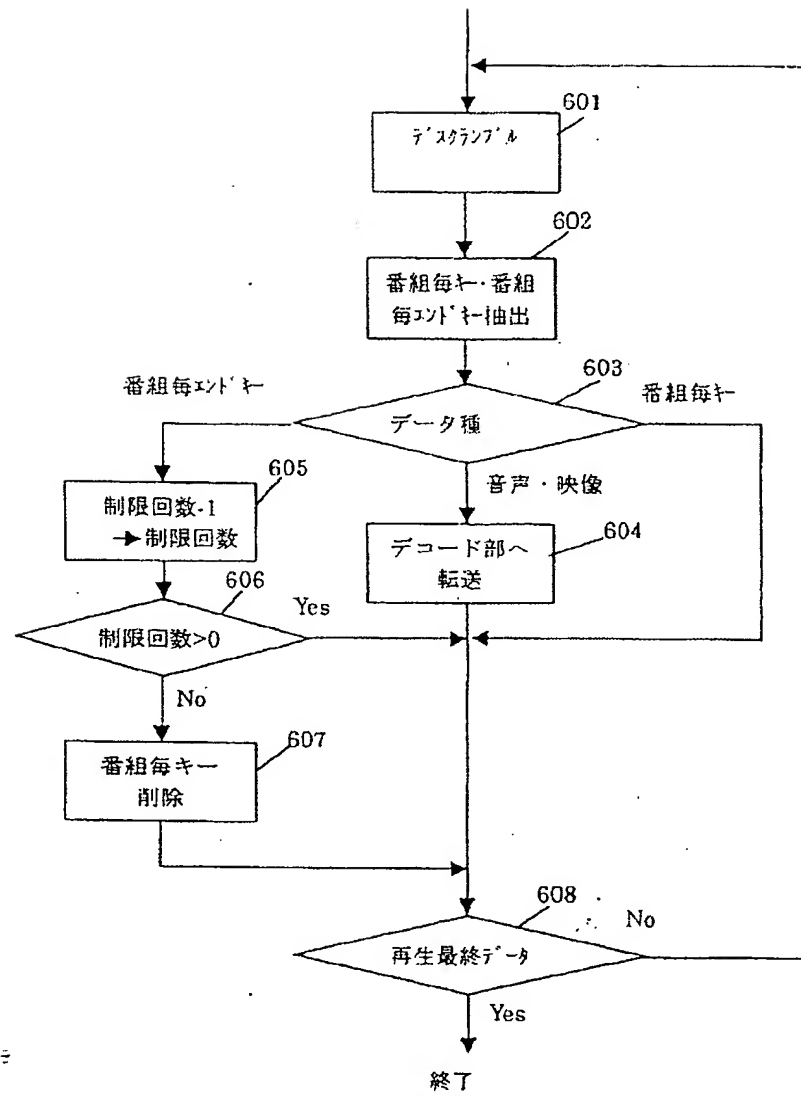 601
デスクランブル
602
番組毎キー・番組
毎エンドキー抽出
603
番組毎エンドキー
番組毎キー
データ種
605
音声・映像
制限回数-1
→制限回数
604
デコード部へ
転送
606
Yes
制限回数>0
No
607
番組毎キー
削除
608
No
再生最終データ
Yes
終了